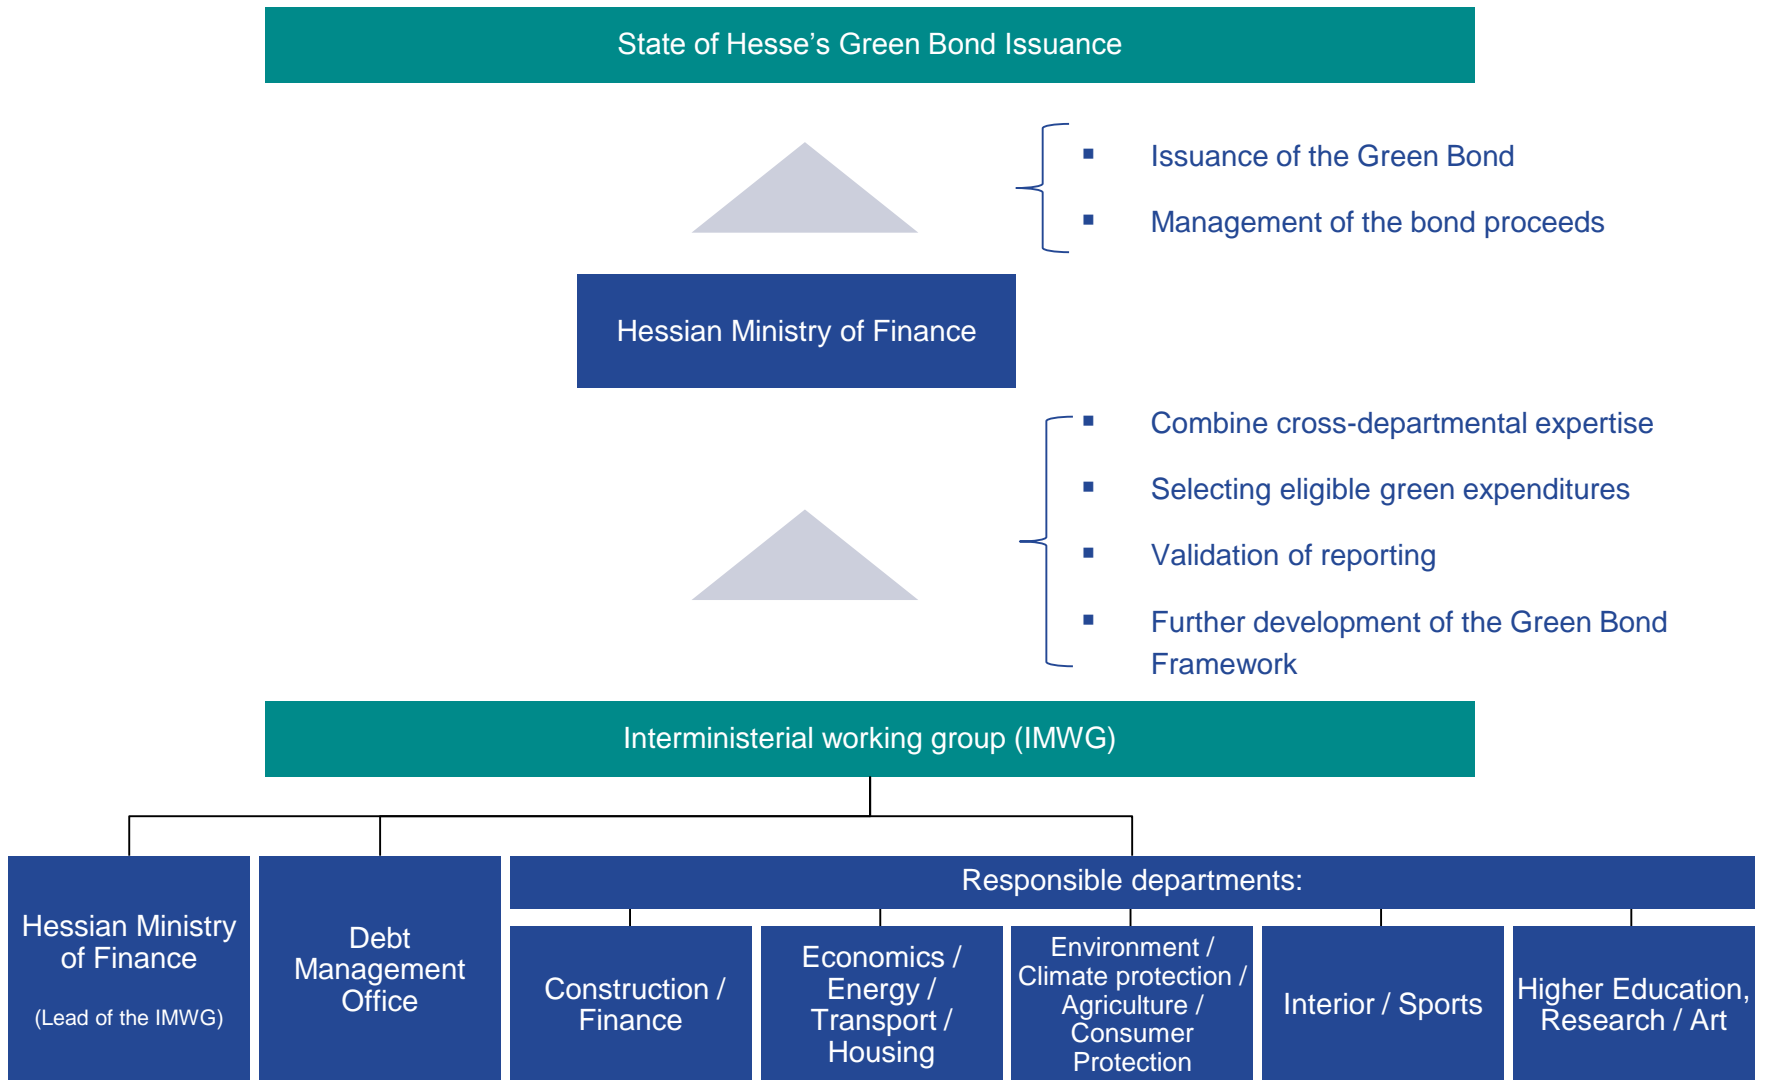 State of Hesse’s Green Bond Issuance
▪ Issuance of the Green Bond
▪ Management of the bond proceeds
Hessian Ministry of Finance
▪ Combine cross-departmental expertise
▪ Selecting eligible green expenditures
▪ Validation of reporting
▪ Further development of the Green Bond
Framework
Interministerial working group (IMWG)
Hessian Ministry
of Finance
(Lead of the IMWG)
Debt
Management
Office
Responsible departments:
Construction /
Finance
Economics /
Energy /
Transport /
Housing
Environment /
Climate protection /
Agriculture /
Consumer
Protection
Interior / Sports
Higher Education,
Research / Art